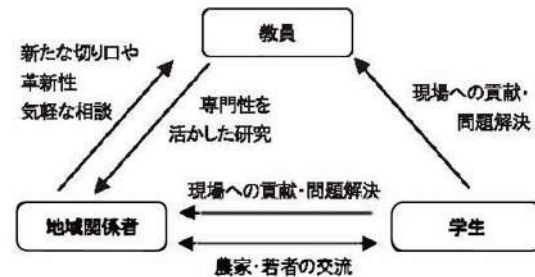 教員
新たな切り口や
革新性
気軽な相談
専門性を
活かした研究
現場への貢献・
問題解決
現場への貢献・問題解決
地域関係者
学生
農家・若者の交流